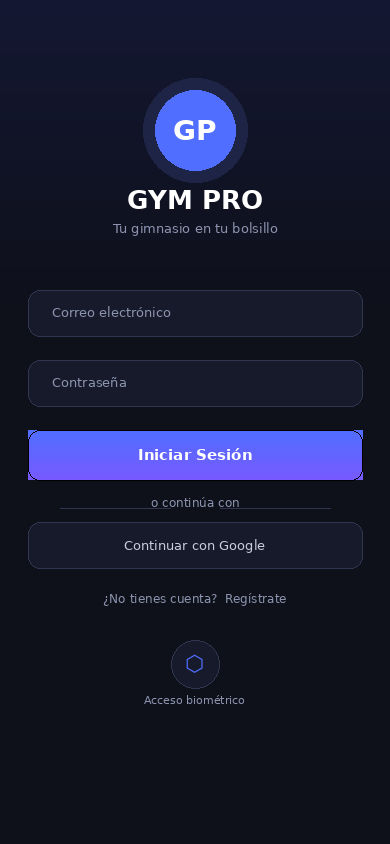 GP
GYM PRO
Tu gimnasio en tu bolsillo
Correo electrónico
Contraseña
Iniciar Sesión
o continúa con
Continuar con Google
¿No tienes cuenta? Regístrate
Acceso biométrico